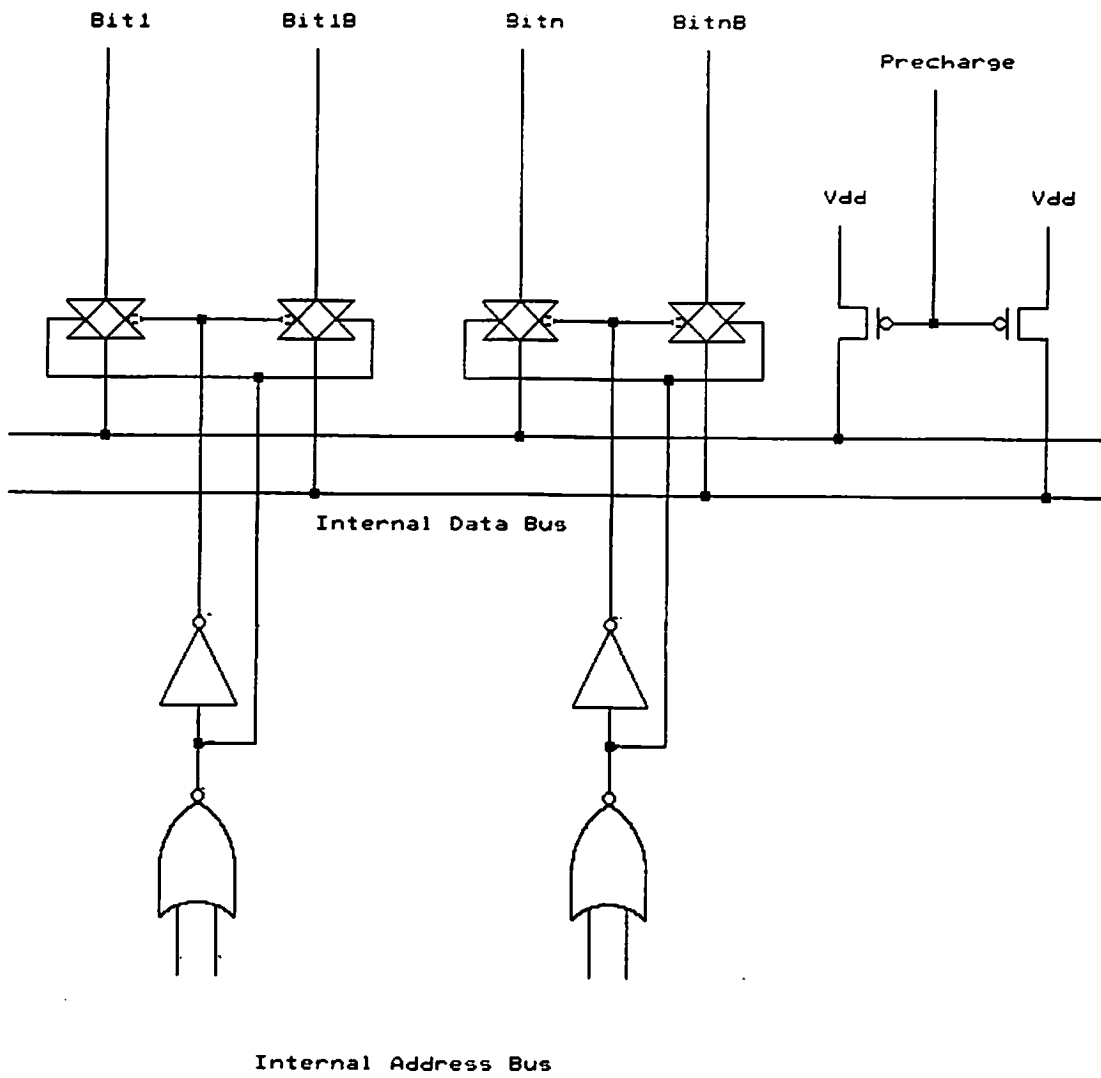 Bit1 Bit1B Bitn BitnB
Precharge
Vdd Vdd
Internal Data Bus
Internal Address Bus